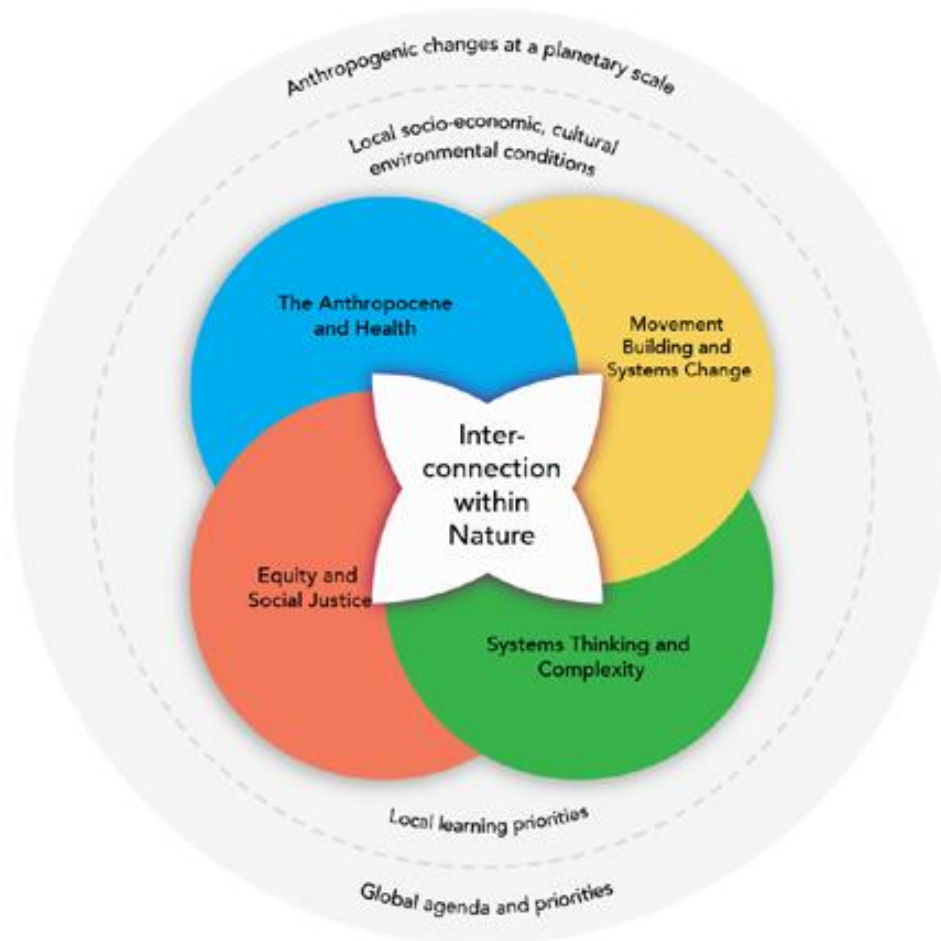 Anthropogenic changes at a planetary scale
Local socio-economic, cultural
environmental conditions
The Anthropocene
and Health
Movement
Building and
Systems Change
Inter-
connection
within
Nature
Equity and
Social Justice
Systems Thinking and
Complexity
Local learning priorities
Global agenda and priorities